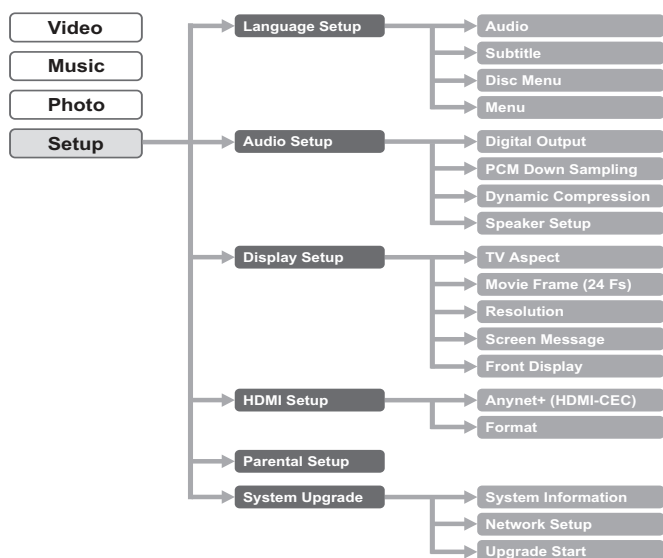 Video
Music
Photo
Setup
Language Setup
Audio
Subtitle
Disc Menu
Menu
Audio Setup
Digital Output
PCM Down Sampling
Dynamic Compression
Speaker Setup
Display Setup
TV Aspect
Movie Frame (24 Fs)
Resolution
Screen Message
Front Display
HDMI Setup
Anynet+ (HDMI-CEC)
Format
Parental Setup
System Upgrade
System Information
Network Setup
Upgrade Start